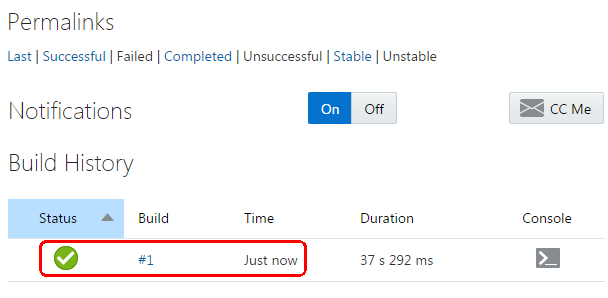 Permalinks
Last | Successful | Failed | Completed | Unsuccessful | Stable | Unstable
Notifications On Off CC Me
Build History
Status Build Time Duration Console
#1 Just now 37 s 292 ms